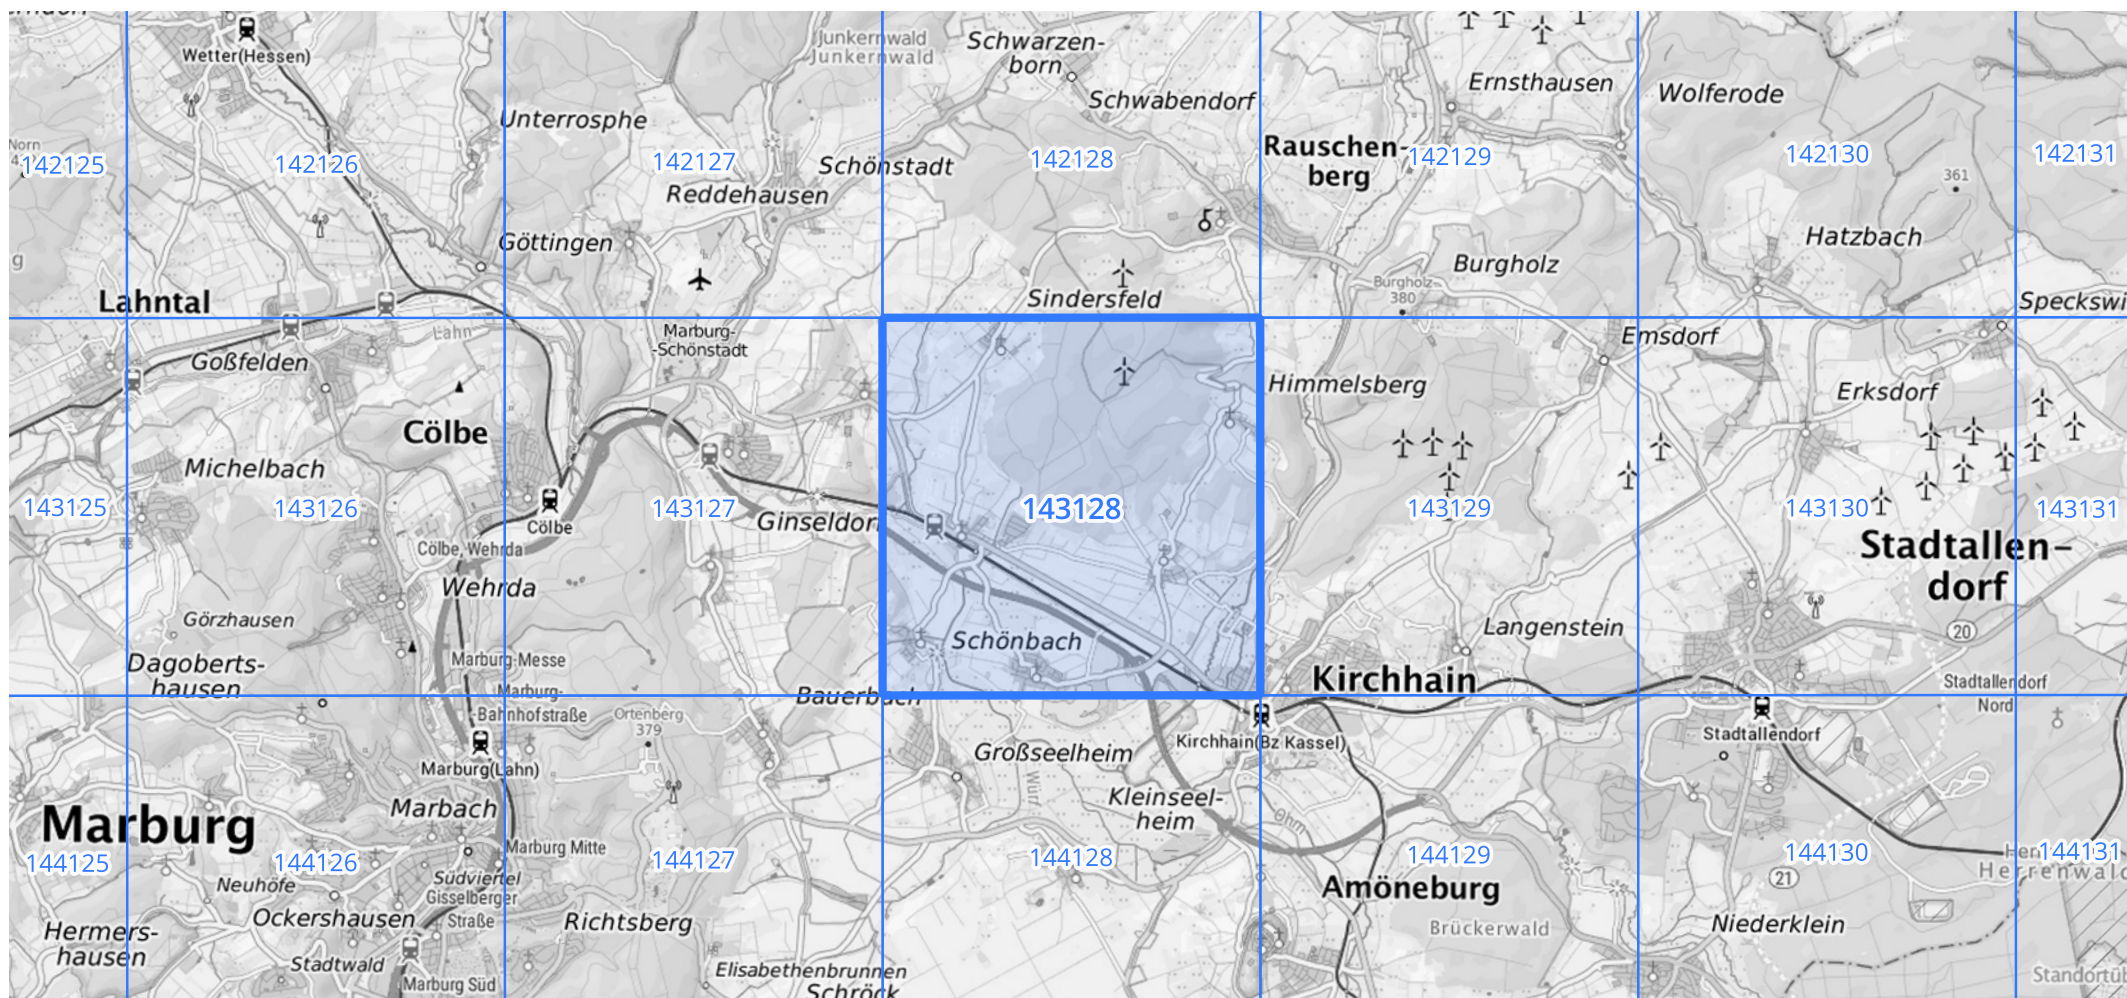 Wetter(Hessen)
Junkernwald
Junkernwald
Schwarzen-
born
Schwabendorf
Ernsthausen
Wolferode
Unterrosphe
Norn
142125
142126
142127
Schönstadt
142128
Rauschen-
berg
142129
142130
142131
361
Reddehausen
Göttingen
Hatzbach
g
Burgholz
Burgholz
380
Lahntal
Sindersfeld
Speckswi
Lahn
Marburg-
-Schönstadt
Emsdorf
Goßfelden
Himmelsberg
Erksdorf
Cölbe
Michelbach
143125
143126
Cölbe
143127
Ginseldor
143128
143129
143130
143131
Stadtallen-
dorf
Cölbe, Wehrda
Wehrda
Görzhausen
Schönbach
Langenstein
20
Dagoberts-
hausen
Marburg-Messe
Kirchhain
Stadtallendorf
Nord
Marburg-
-Bahnhofstraße
Bauerbach
Ortenberg
379
Kirchhain(Bz Kassel)
Stadtallendorf
Großseelheim
Marburg(Lahn)
Marbach
Kleinseel-
heim
Ohm
Marburg
Marburg Mitte
144125
144126
144127
144128
144129
144130
144131
Herrenwald
21
Neuhöfe
Südviertel
Gisselberger
Straße
Amöneburg
Ockershausen
Richtsberg
Brückerwald
Niederklein
Hermers-
hausen
Stadtwald
Marburg Süd
Elisabethenbrunnen
Schröck
Standortüb